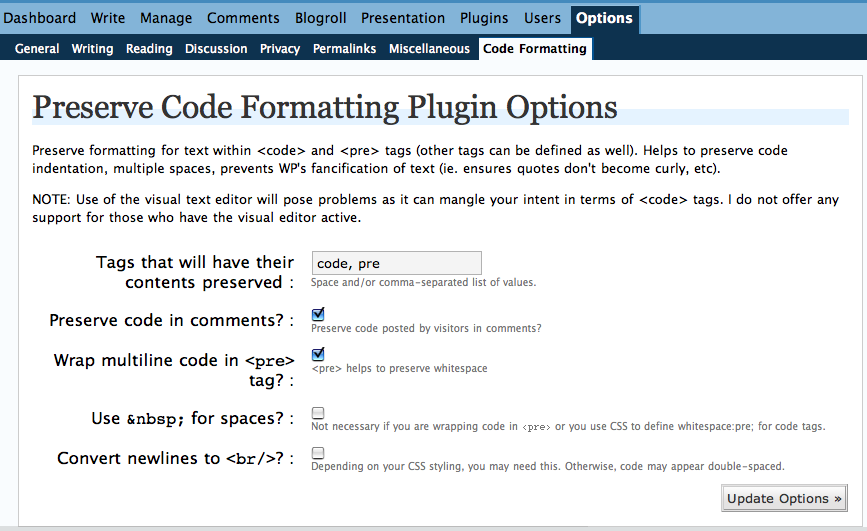 Dashboard Write Manage Comments Blogroll Presentation Plugins Users Options
General Writing Reading Discussion Privacy Permalinks Miscellaneous Code Formatting
Preserve Code Formatting Plugin Options
Preserve formatting for text within <code> and <pre> tags (other tags can be defined as well). Helps to preserve code
indentation, multiple spaces, prevents WP's fancification of text (ie. ensures quotes don't become curly, etc).
NOTE: Use of the visual text editor will pose problems as it can mangle your intent in terms of <code> tags. I do not offer any
support for those who have the visual editor active.
Tags that will have their
contents preserved :
code, pre
Space and/or comma-separated list of values.
Preserve code in comments? :
Preserve code posted by visitors in comments?
Wrap multiline code in <pre>
tag? :
<pre> helps to preserve whitespace
Use &nbsp; for spaces? :
Not necessary if you are wrapping code in <pre> or you use CSS to define whitespace:pre; for code tags.
Convert newlines to <br/>? :
Depending on your CSS styling, you may need this. Otherwise, code may appear double-spaced.
Update Options »